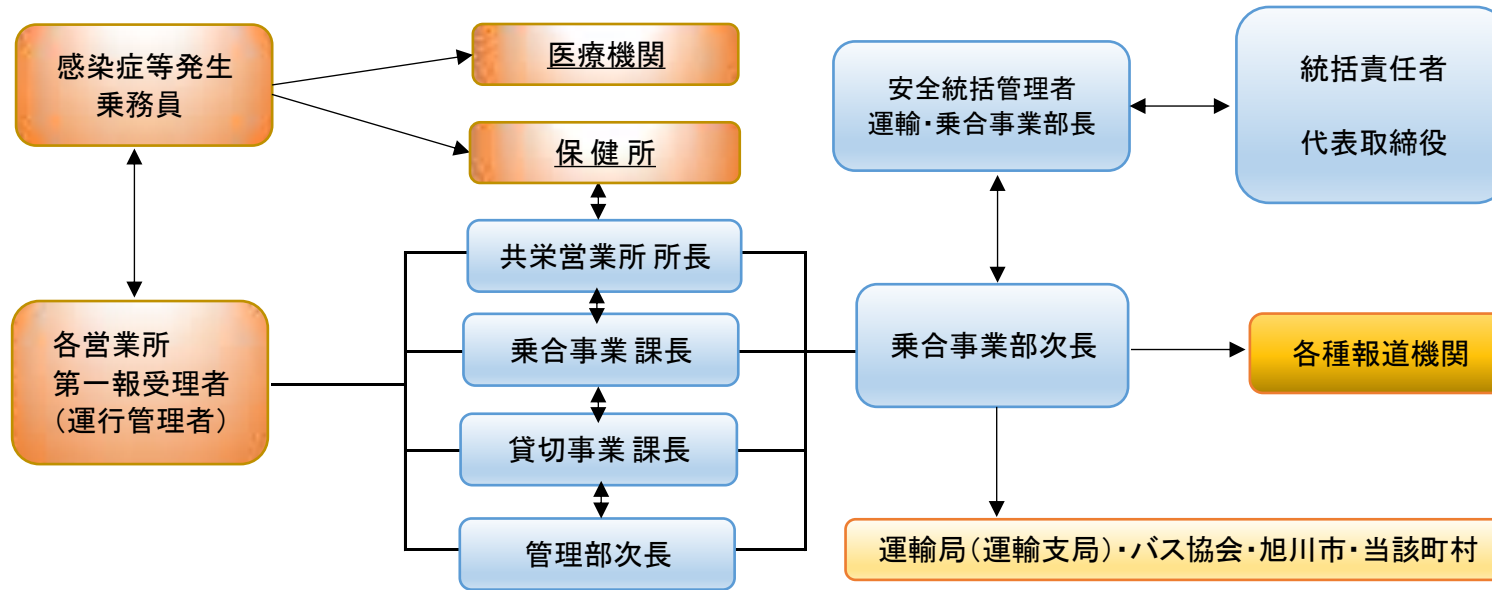 感染症等発生
乗務員
医療機関
保健所
安全統括管理者
運輸・乗合事業部長
統括責任者
代表取締役
共栄営業所 所長
乗合事業 課長
貸切事業 課長
管理部次長
各営業所
第一報受理者
(運行管理者)
乗合事業部次長
各種報道機関
運輸局(運輸支局)・バス協会・旭川市・当該町村